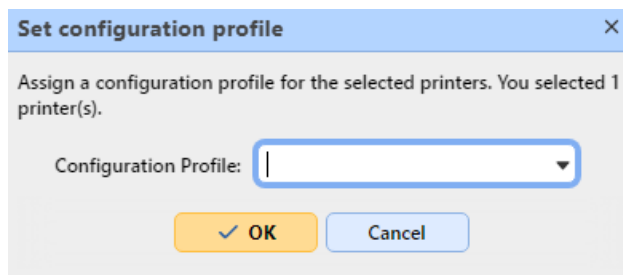 Set configuration profile
Assign a configuration profile for the selected printers. You selected 1
printer(s).
Configuration Profile:
OK
Cancel